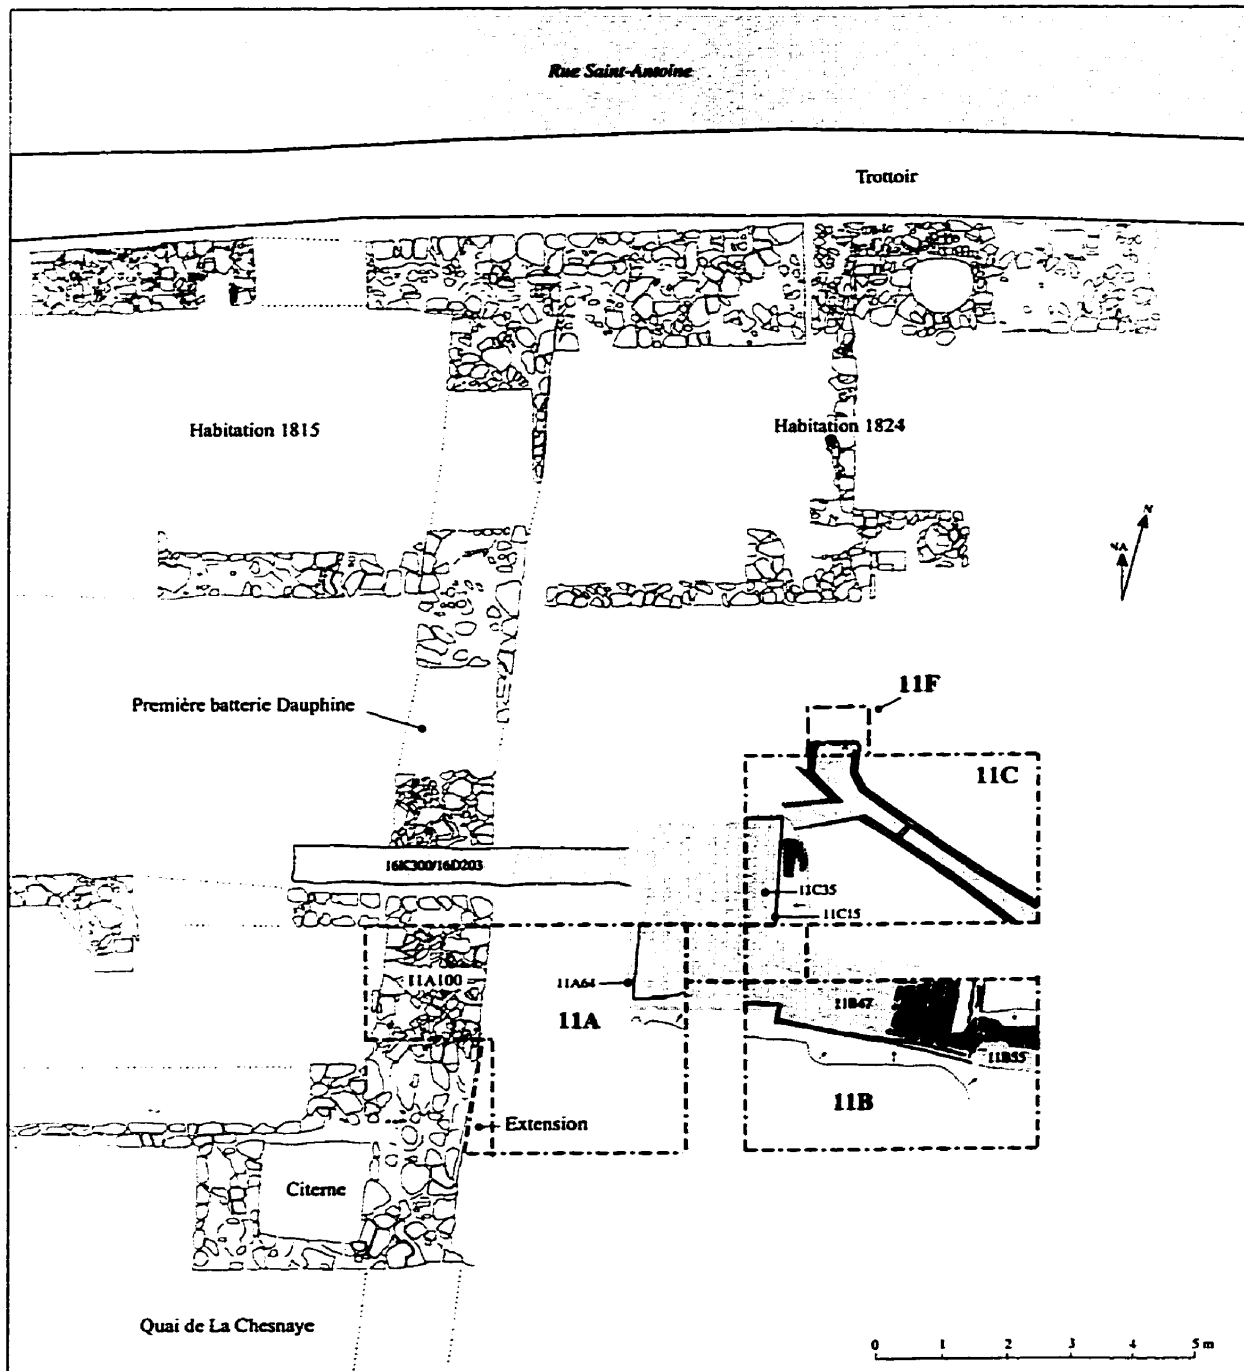 Rue Saint-Antoine
Trottoir
Habitation 1815
Habitation 1824
N
NA
11F
Première batterie Dauphine
11C
16K300/16D203
11C35
11C15
11A100
11A64
11A
11B47
11B55
11B
Extension
Citerne
Quai de La Chesnaye
0 1 2 3 4 5 m